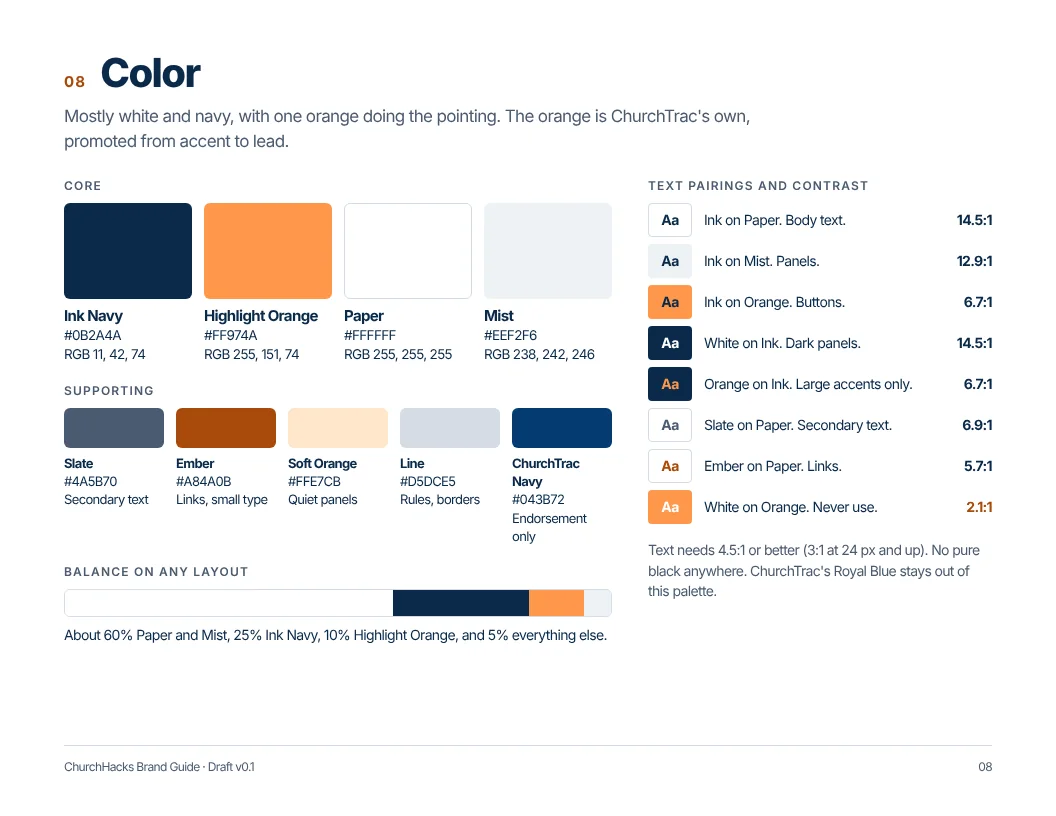 08 Color
Mostly white and navy, with one orange doing the pointing. The orange is ChurchTrac's own,
promoted from accent to lead.
CORE
Ink Navy
#0B2A4A
RGB 11, 42, 74
Highlight Orange
#FF974A
RGB 255, 151, 74
Paper
#FFFFFF
RGB 255, 255, 255
Mist
#EEF2F6
RGB 238, 242, 246
SUPPORTING
Slate
#4A5B70
Secondary text
Ember
#A84A0B
Links, small type
Soft Orange
#FFE7CB
Quiet panels
Line
#D5DCE5
Rules, borders
ChurchTrac
Navy
#043B72
Endorsement
only
BALANCE ON ANY LAYOUT
About 60% Paper and Mist, 25% Ink Navy, 10% Highlight Orange, and 5% everything else.
TEXT PAIRINGS AND CONTRAST
Aa Ink on Paper. Body text. 14.5:1
Aa Ink on Mist. Panels. 12.9:1
Aa Ink on Orange. Buttons. 6.7:1
Aa White on Ink. Dark panels. 14.5:1
Aa Orange on Ink. Large accents only. 6.7:1
Aa Slate on Paper. Secondary text. 6.9:1
Aa Ember on Paper. Links. 5.7:1
Aa White on Orange. Never use. 2.1:1
Text needs 4.5:1 or better (3:1 at 24 px and up). No pure
black anywhere. ChurchTrac's Royal Blue stays out of
this palette.
ChurchHacks Brand Guide · Draft v0.1
08